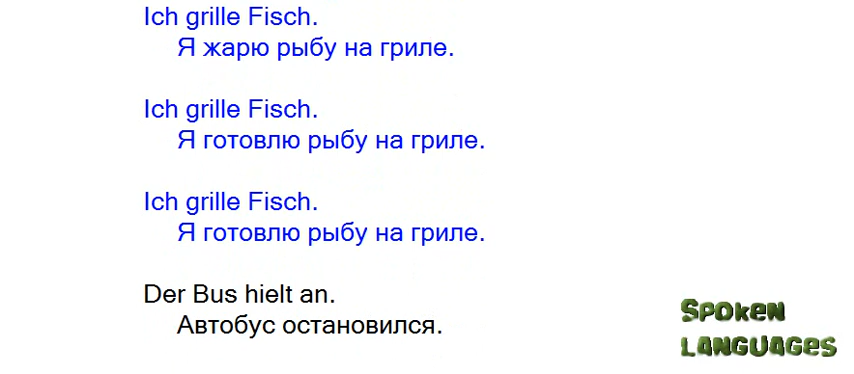 Ich grille Fisch.
Я жарю рыбу на гриле.
Ich grille Fisch.
Я готовлю рыбу на гриле.
Ich grille Fisch.
Я готовлю рыбу на гриле.
Der Bus hielt an.
Автобус остановился.
Spoken
Languages